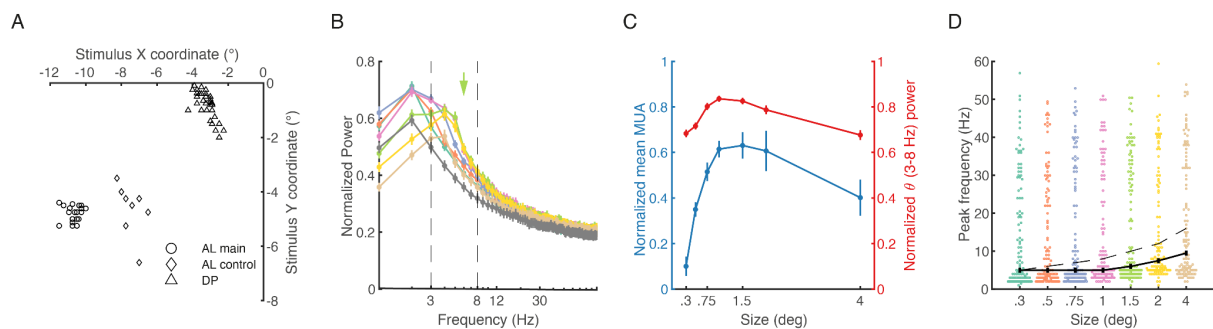 A
Stimulus X coordinate (°)
-12 -10 -8 -6 -4 -2 0
0
-2
-4
-6
-8
Stimulus Y coordinate (°)
AL main
AL control
DP
B
Normalized Power
0.8
0.6
0.4
0.2
0
3 8 12 30
Frequency (Hz)
C
Normalized mean MUA
1
0.8
0.6
0.4
0.2
0
.3 .75 1.5 4
Size (deg)
1
0.8
0.6
0.4
0.2
0
Normalized θ (3-8 Hz) power
D
Peak frequency (Hz)
60
50
40
30
20
10
0
.3 .5 .75 1 1.5 2 4
Size (deg)